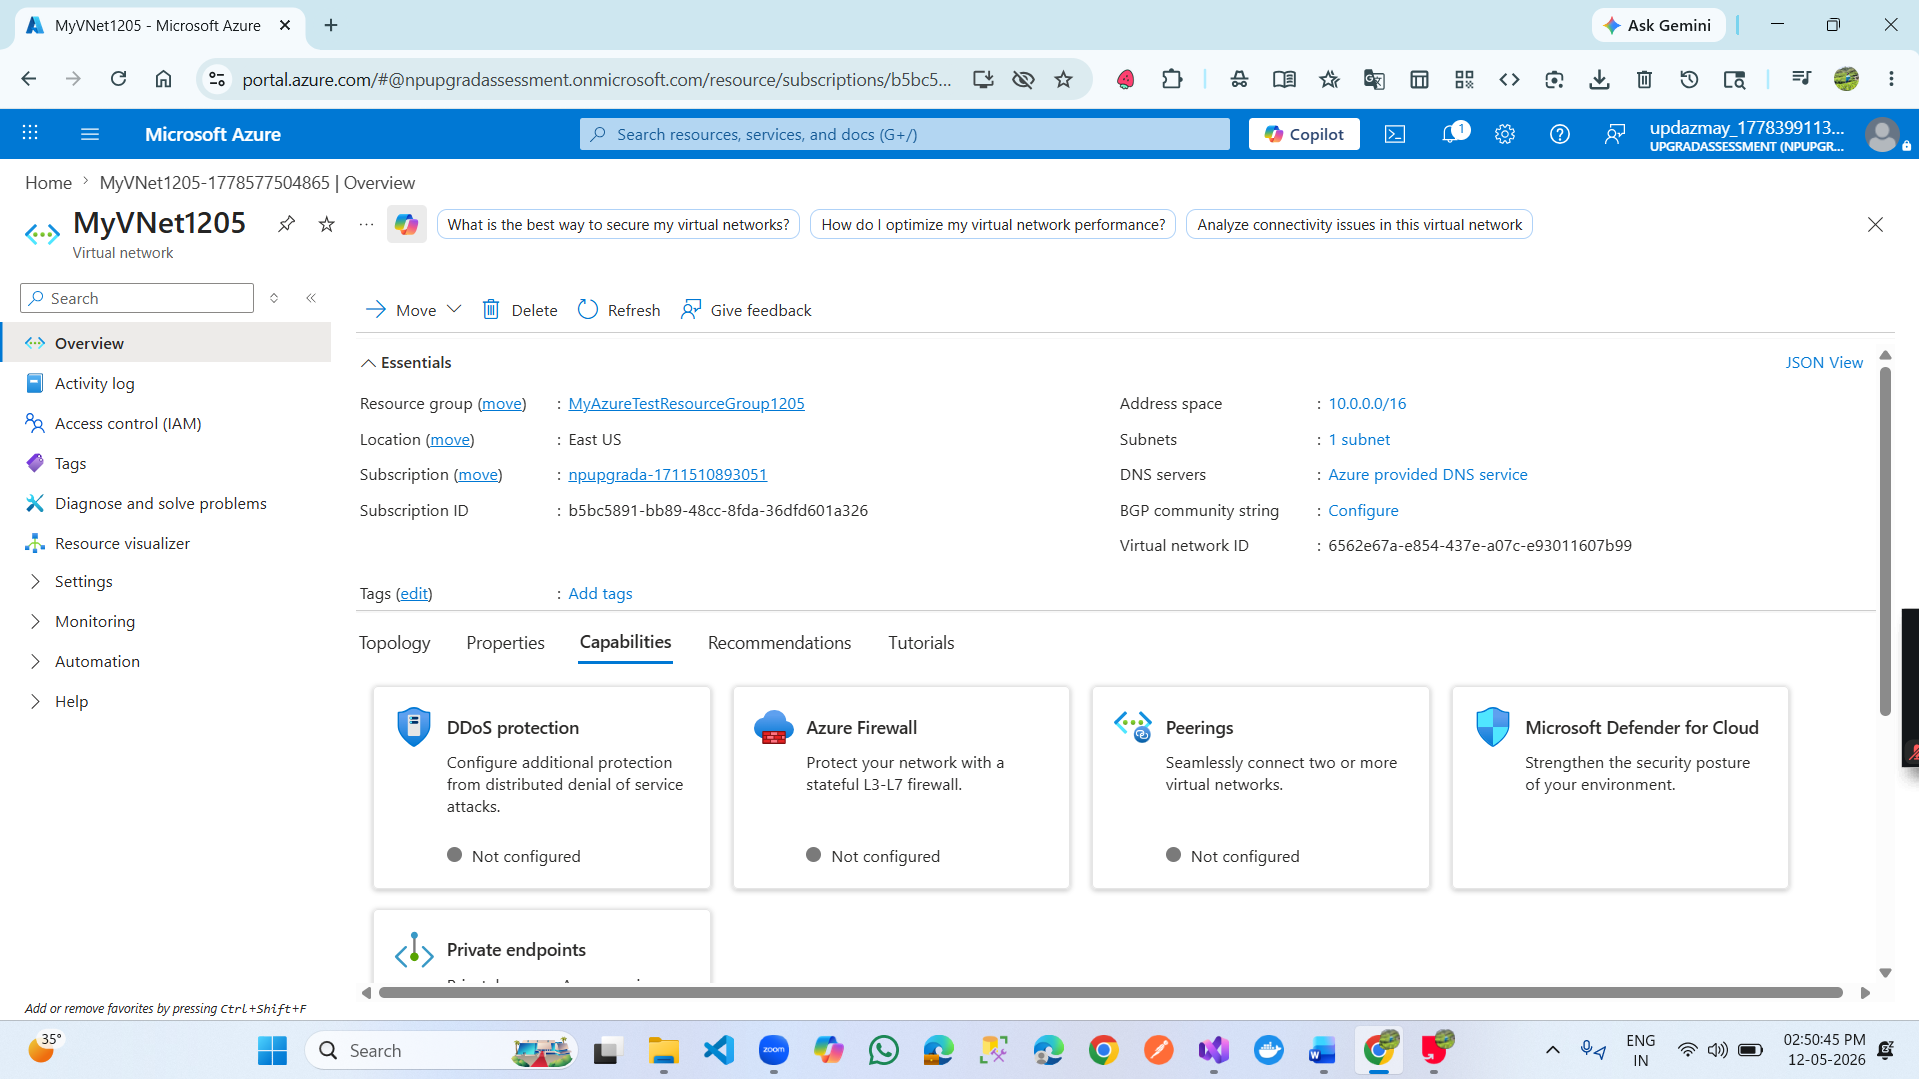 MyVNet1205 - Microsoft Azure
Ask Gemini
portal.azure.com/#@npupgradassessment.onmicrosoft.com/resource/subscriptions/b5bc5...
Microsoft Azure
Search resources, services, and docs (G+/)
Copilot
1
updazmay_1778399113...
UPGRADASSESSMENT (NPUPGR...
Home > MyVNet1205-1778577504865 | Overview
MyVNet1205
Virtual network
What is the best way to secure my virtual networks?
How do I optimize my virtual network performance?
Analyze connectivity issues in this virtual network
Search
Overview
Activity log
Access control (IAM)
Tags
Diagnose and solve problems
Resource visualizer
Settings
Monitoring
Automation
Help
Add or remove favorites by pressing Ctrl+Shift+F
Move
Delete
Refresh
Give feedback
Essentials
JSON View
Resource group (move) : MyAzureTestResourceGroup1205
Location (move) : East US
Subscription (move) : npupgrada-1711510893051
Subscription ID : b5bc5891-bb89-48cc-8fda-36dfd601a326
Address space : 10.0.0.0/16
Subnets : 1 subnet
DNS servers : Azure provided DNS service
BGP community string : Configure
Virtual network ID : 6562e67a-e854-437e-a07c-e93011607b99
Tags (edit) : Add tags
Topology
Properties
Capabilities
Recommendations
Tutorials
DDoS protection
Configure additional protection
from distributed denial of service
attacks.
Not configured
Azure Firewall
Protect your network with a
stateful L3-L7 firewall.
Not configured
Peerings
Seamlessly connect two or more
virtual networks.
Not configured
Microsoft Defender for Cloud
Strengthen the security posture
of your environment.
Private endpoints
35°
Search
zoom
ENG
IN
02:50:45 PM
12-05-2026